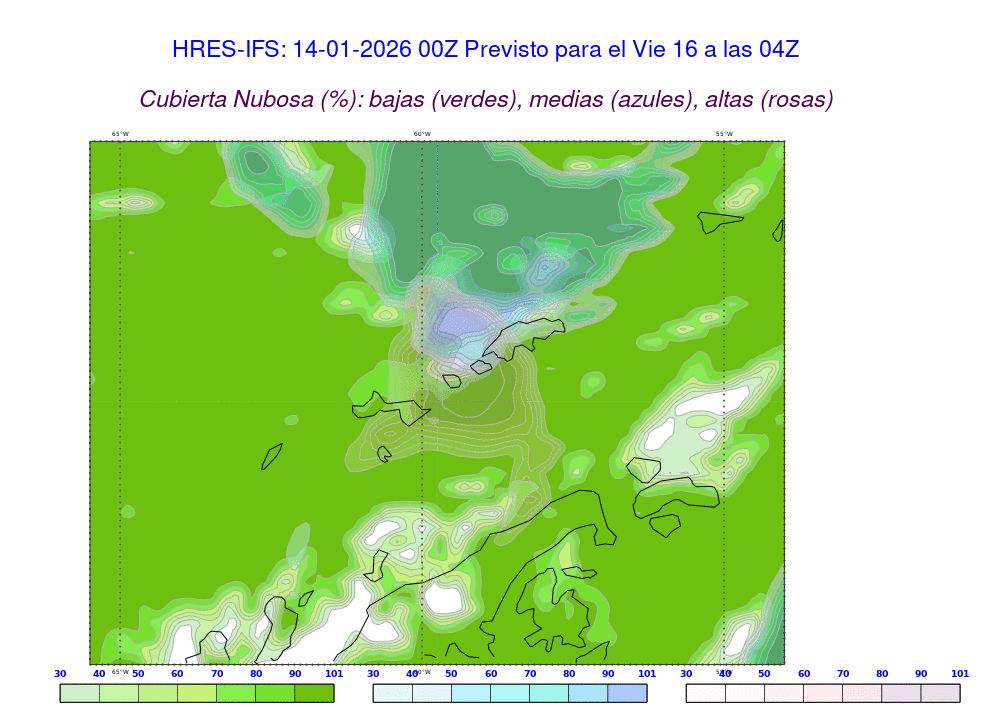 HRES-IFS: 14-01-2026 00Z Previsto para el Vie 16 a las 04Z
Cubierta Nubosa (%): bajas (verdes), medias (azules), altas (rosas)
65°W 60°W 55°W
30 40 50 60 70 80 90 101 30 40 50 60 70 80 90 101 30 40 50 60 70 80 90 101
65°W